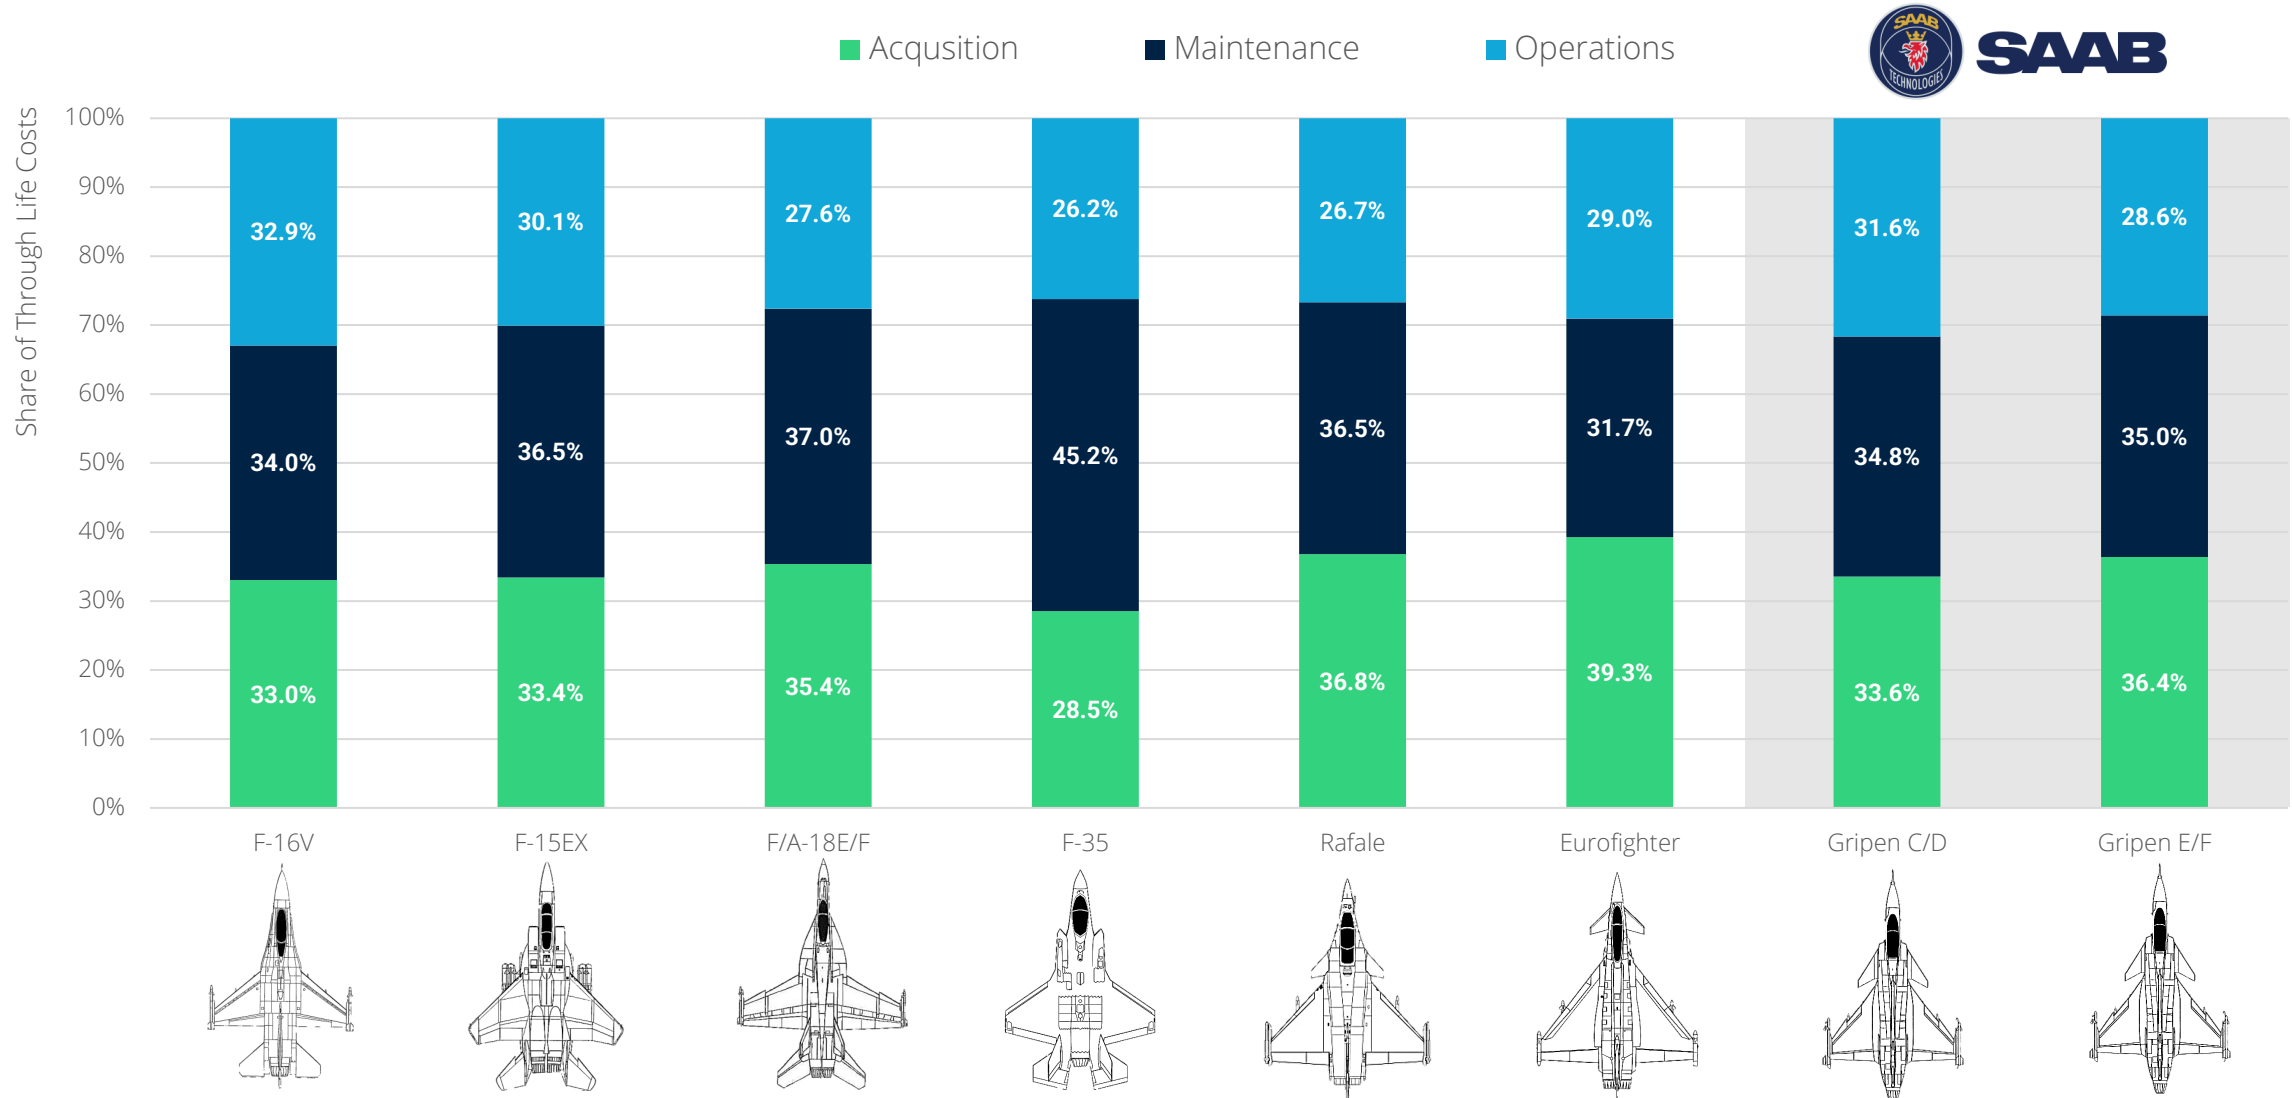 Acqusition Maintenance Operations
SAAB
TECHNOLOGIES
SAAB
Share of Through Life Costs
100%
90%
80%
70%
60%
50%
40%
30%
20%
10%
0%
32.9% 30.1% 27.6% 26.2% 26.7% 29.0% 31.6% 28.6%
34.0% 36.5% 37.0% 45.2% 36.5% 31.7% 34.8% 35.0%
33.0% 33.4% 35.4% 28.5% 36.8% 39.3% 33.6% 36.4%
F-16V F-15EX F/A-18E/F F-35 Rafale Eurofighter Gripen C/D Gripen E/F